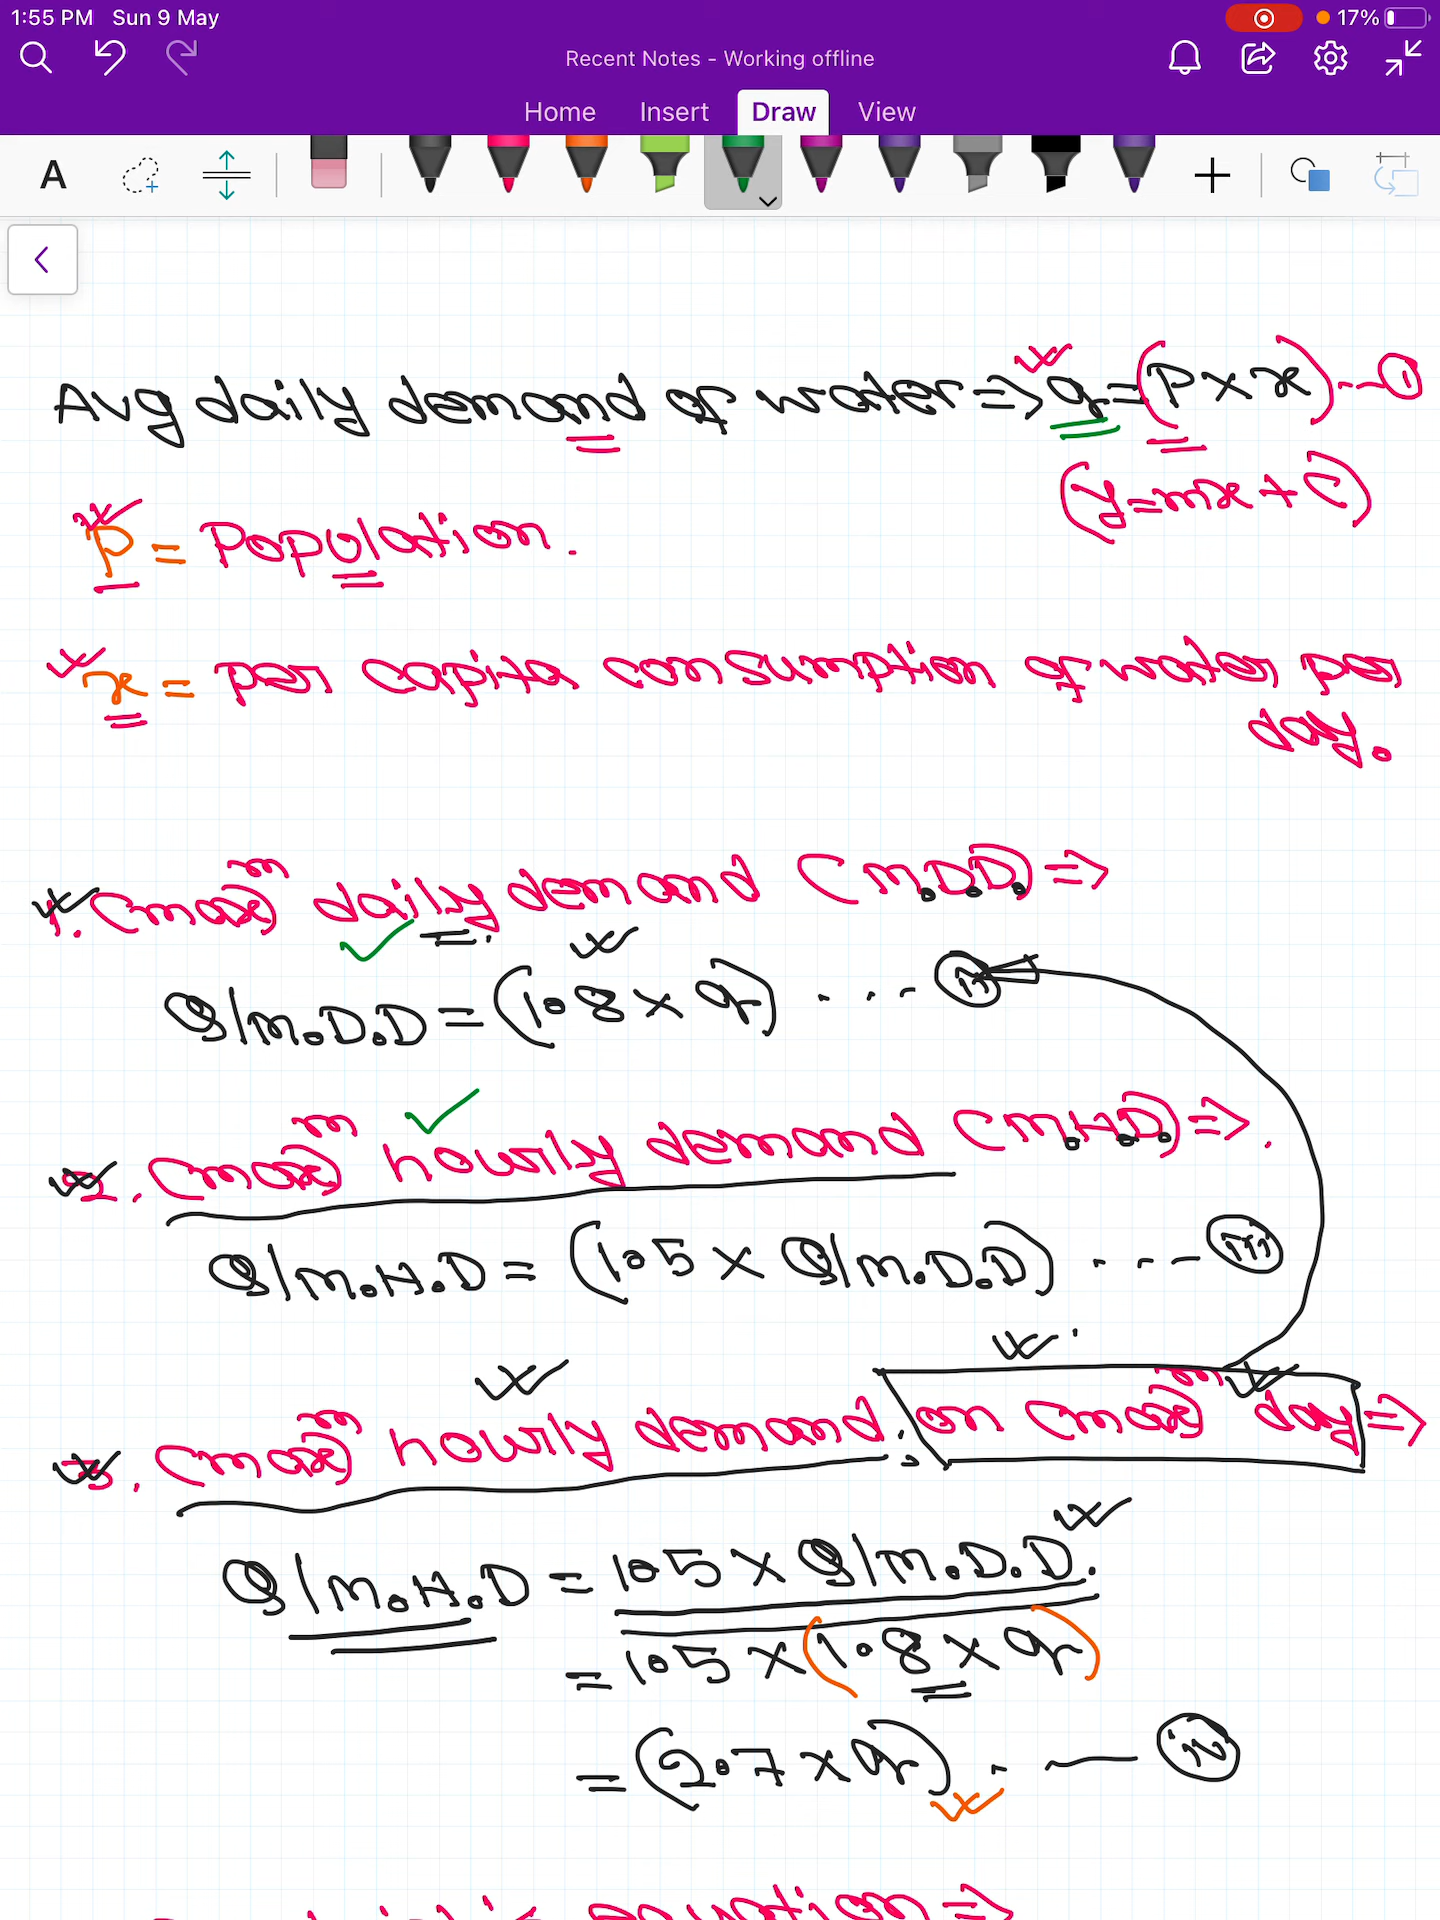 1:55 PM Sun 9 May 17%
Recent Notes - Working offline
Home Insert Draw View
A
Avg daily demand of water => q = (P × x) --- ①
(y = mx + c)
P = Population.
x = per capita consumption of water per
day.
1. (max)m daily demand (M.D.D.) =>
Q/M.D.D = (1.8 × q) ... (ii)
2. (max)m hourly demand (M.H.D.) =>.
Q/M.H.D = (1.5 × Q/M.D.D) ... (iii)
3. (max)m hourly demand; on (max)m day =>
Q/M.H.D = 1.5 × Q/M.D.D.
= 1.5 × (1.8 × q)
= (2.7 × q) . — (iv)
equation =>